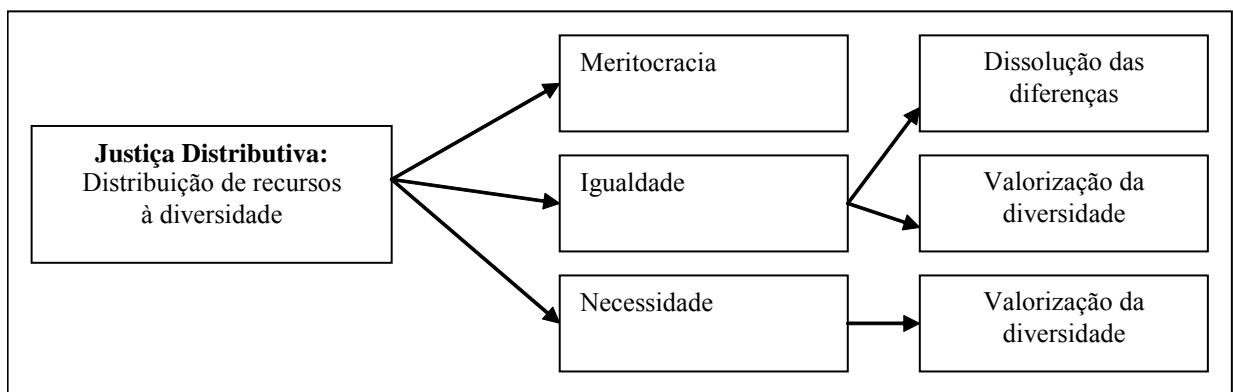 Justiça Distributiva:
Distribuição de recursos
à diversidade
Meritocracia
Igualdade
Necessidade
Dissolução das
diferenças
Valorização da
diversidade
Valorização da
diversidade